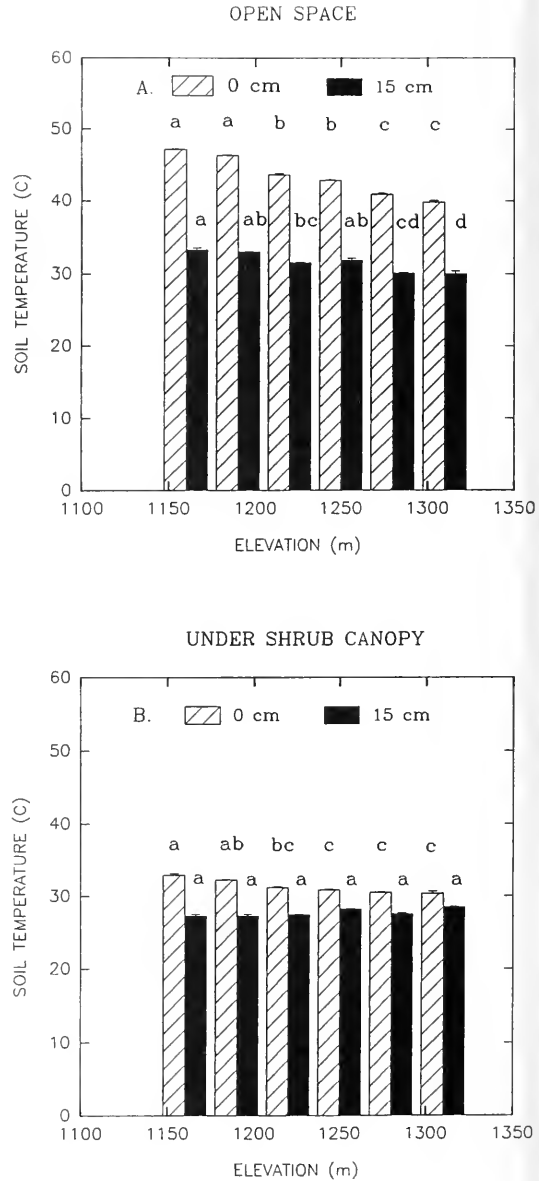 OPEN SPACE
60
A. 0 cm 15 cm
a a b b c c
50
40
a ab bc ab cd d
30
20
10
0
SOIL TEMPERATURE (C)
1100 1150 1200 1250 1300 1350
ELEVATION (m)
UNDER SHRUB CANOPY
60
B. 0 cm 15 cm
50
40
a ab bc c c c
a a a a a a
30
20
10
0
SOIL TEMPERATURE (C)
1100 1150 1200 1250 1300 1350
ELEVATION (m)